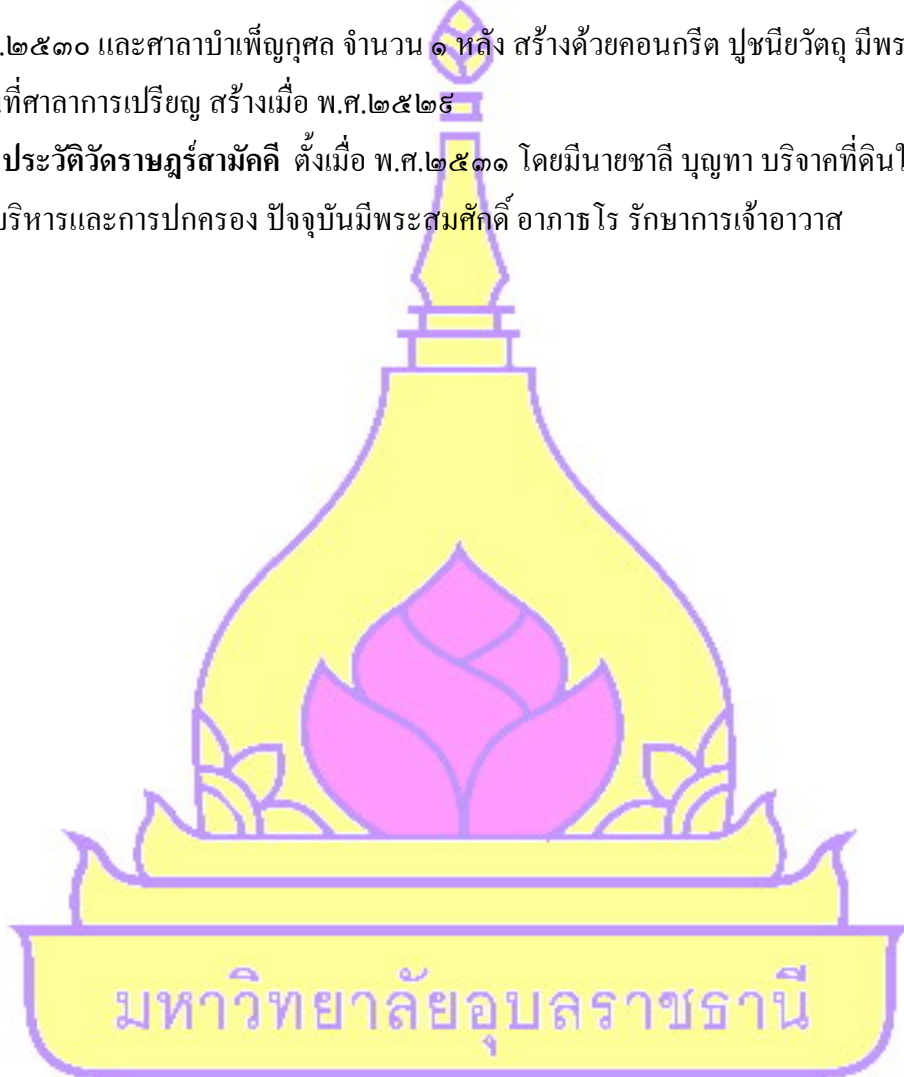 .๒๕๓๐ และศาลาบำเพ็ญกุศล จำนวน ๑ หลัง สร้างด้วยคอนกรีต ปูชนียวัตถุ มีพร
ที่ศาลาการเปรียญ สร้างเมื่อ พ.ศ.๒๕๒๙
ประวัติวัดราษฎร์สามัคคี ตั้งเมื่อ พ.ศ.๒๕๓๑ โดยมีนายชาลี บุญทา บริจาคที่ดินใ
บริหารและการปกครอง ปัจจุบันมีพระสมศักดิ์ อาภาธโร รักษาการเจ้าอาวาส
มหาวิทยาลัยอุบลราชธานี